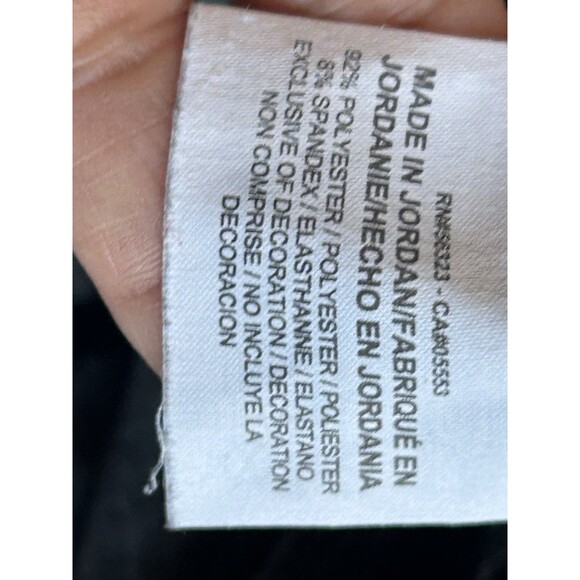 RN#56323 - CA#05553
MADE IN JORDAN/FABRIQUÉ EN
JORDANIE/HECHO EN JORDANIA
92% POLYESTER / POLYESTER / POLIESTER
8% SPANDEX / ELASTHANNE / ELASTANO
EXCLUSIVE OF DECORATION / DECORATION
NON COMPRISE / NO INCLUYE LA
DECORACION